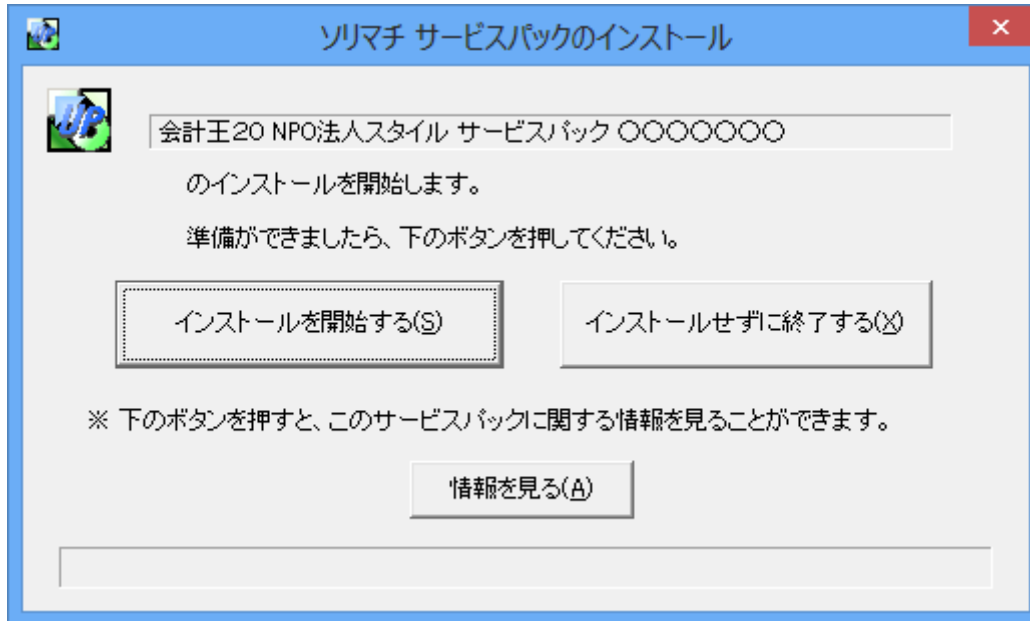 ソリマチ サービスパックのインストール
UP
会計王20 NPO法人スタイル サービスパック 〇〇〇〇〇〇〇
のインストールを開始します。
準備ができましたら、下のボタンを押してください。
インストールを開始する(S)
インストールせずに終了する(X)
※ 下のボタンを押すと、このサービスパックに関する情報を見ることができます。
情報を見る(A)